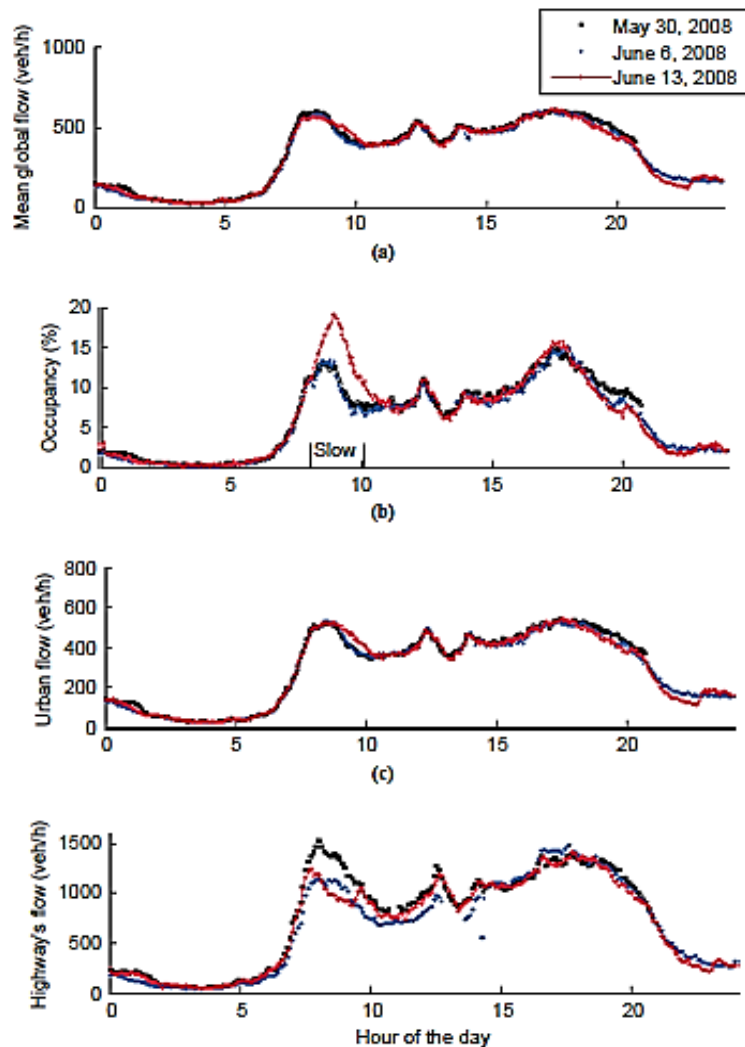 May 30, 2008
June 6, 2008
June 13, 2008
Mean global flow (veh/h)
1000
500
0
0 5 10 15 20
(a)
Occupancy (%)
20
15
10
5
0
Slow
0 5 10 15 20
(b)
Urban flow (veh/h)
800
600
400
200
0
0 5 10 15 20
(c)
Highway's flow (veh/h)
1500
1000
500
0
0 5 10 15 20
Hour of the day